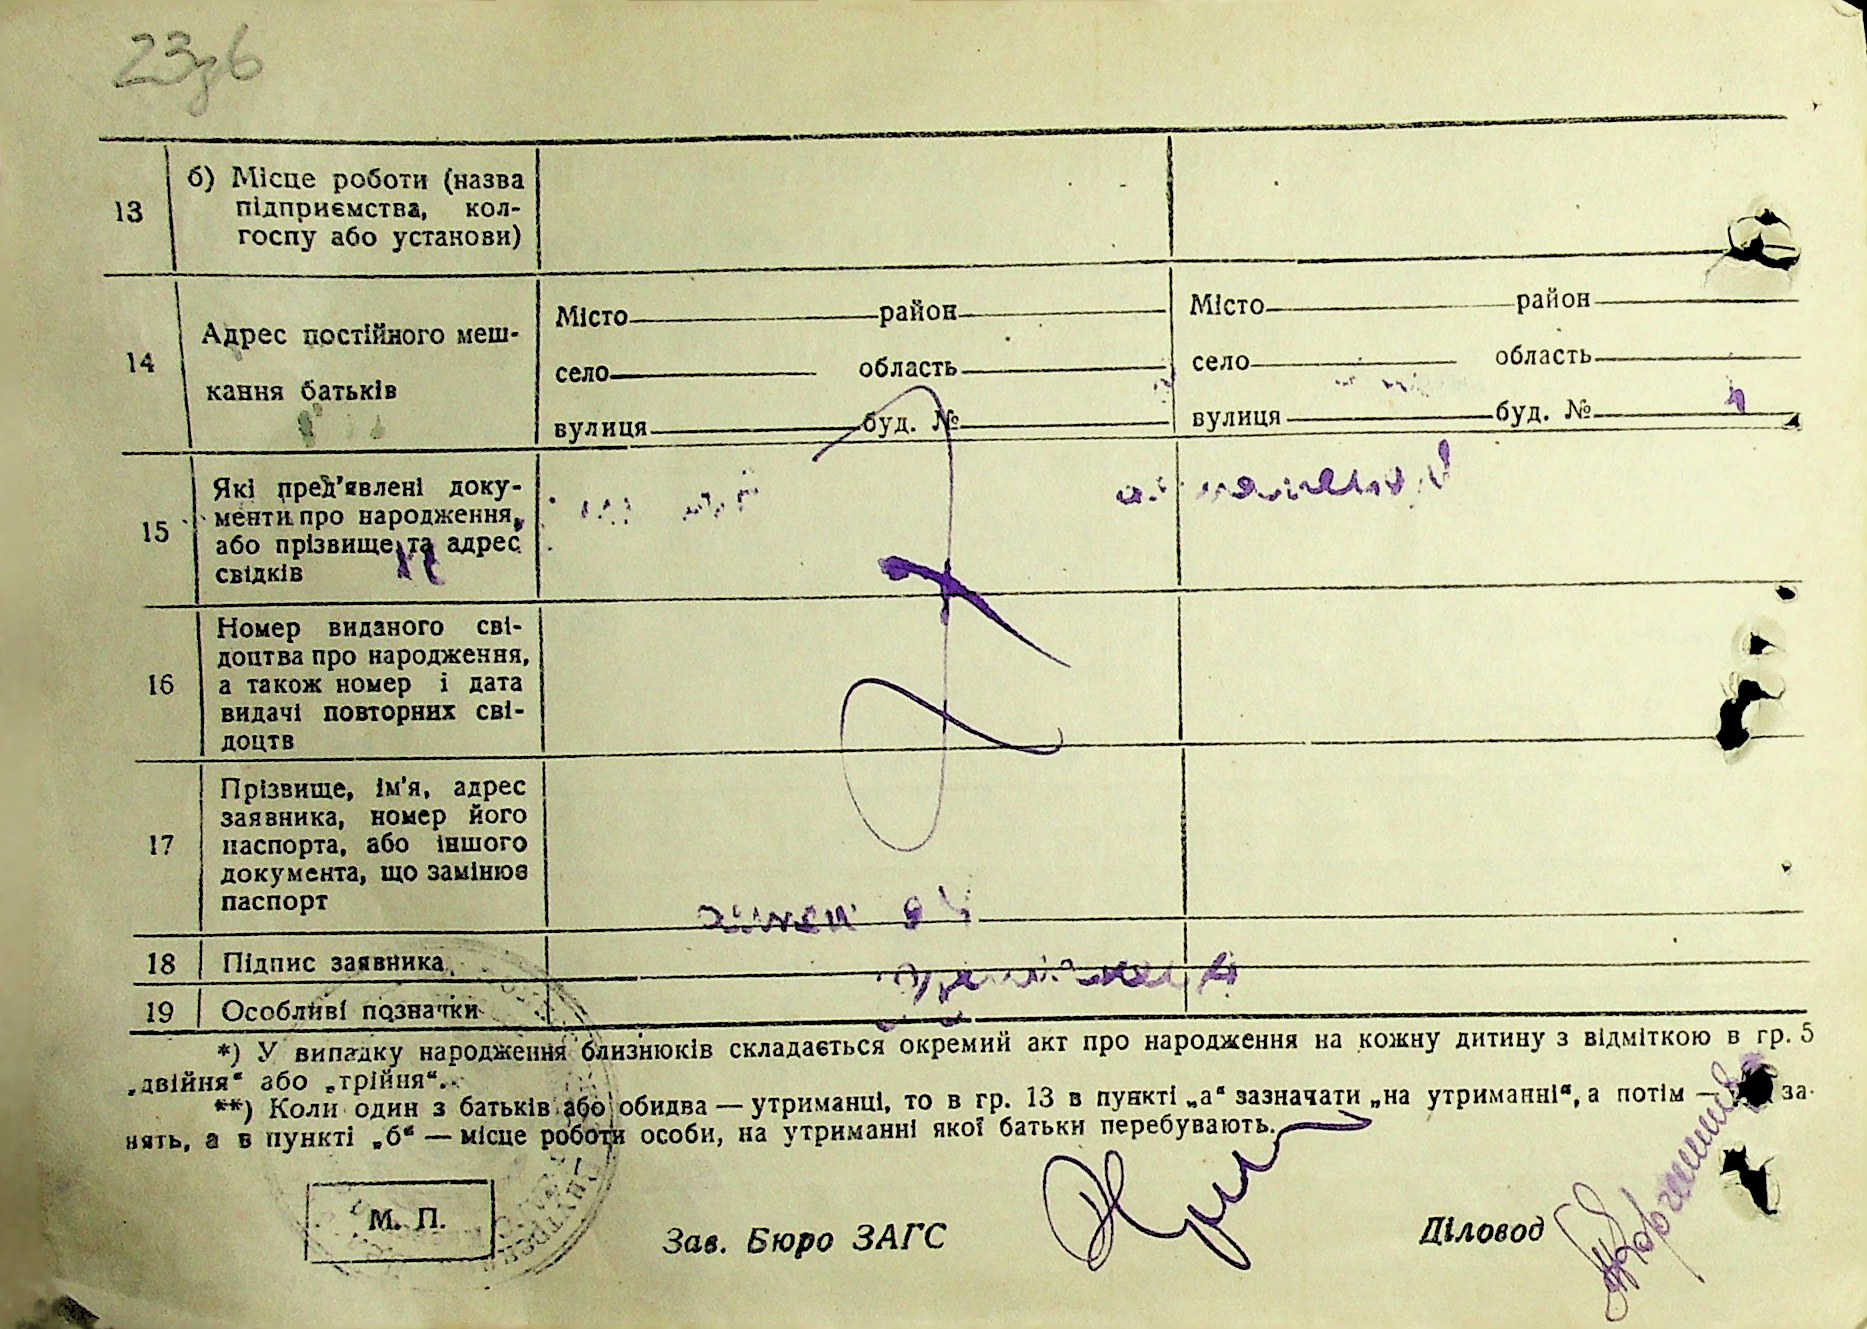 13
б) Місце роботи (назва
підприємства, кол-
госпу або установи)
14
Адрес постійного меш-
кання батьків
Місто район
село область
вулиця буд. №
Місто район
село область
вулиця буд. №
15
Які пред'явлені доку-
менти про народження,
або прізвище та адрес
свідків
16
Номер виданого сві-
доцтва про народження,
а також номер і дата
видачі повторних сві-
доцтв
17
Прізвище, ім'я, адрес
заявника, номер його
паспорта, або іншого
документа, що замінює
паспорт
18 Підпис заявника
19 Особливі позначки
*) У випадку народження близнюків складається окремий акт про народження на кожну дитину з відміткою в гр. 5
„двійня“ або „трійня“.
**) Коли один з батьків або обидва — утриманці, то в гр. 13 в пункті „а“ зазначати „на утриманні“, а потім — за
нять, а в пункті „б“ — місце роботи особи, на утриманні якої батьки перебувають.
М. П.
Зав. Бюро ЗАГС
Діловод